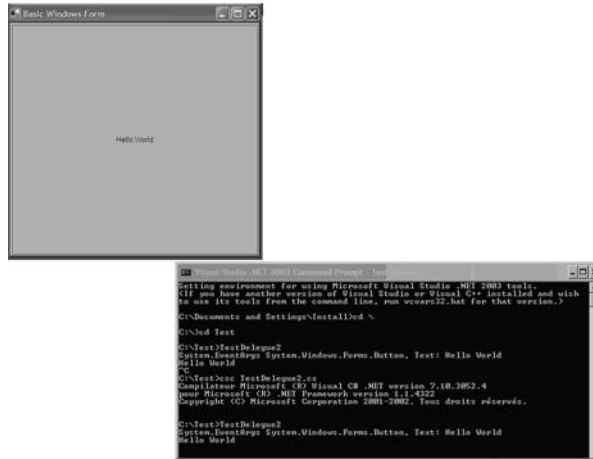 Basic Windows Form
Hello World
Visual Studio .NET 2003 Command Prompt -
Setting environment for using Microsoft Visual Studio .NET 2003 tools.
(If you have another version of Visual Studio or Visual C++ installed and wish
to use its tools from the command line, run vcvars32.bat for that version.)
C:\Documents and Settings\Install>cd \
C:\>cd Test
C:\Test>TestDelegue2
System.EventArgs System.Windows.Forms.Button, Text: Hello World
Hello World
^C
C:\Test>csc TestDelegue2.cs
Compilateur Microsoft (R) Visual C# .NET version 7.10.3052.4
pour Microsoft (R) .NET Framework version 1.1.4322
Copyright (C) Microsoft Corporation 2001-2002. Tous droits réservés.
C:\Test>TestDelegue2
System.EventArgs System.Windows.Forms.Button, Text: Hello World
Hello World